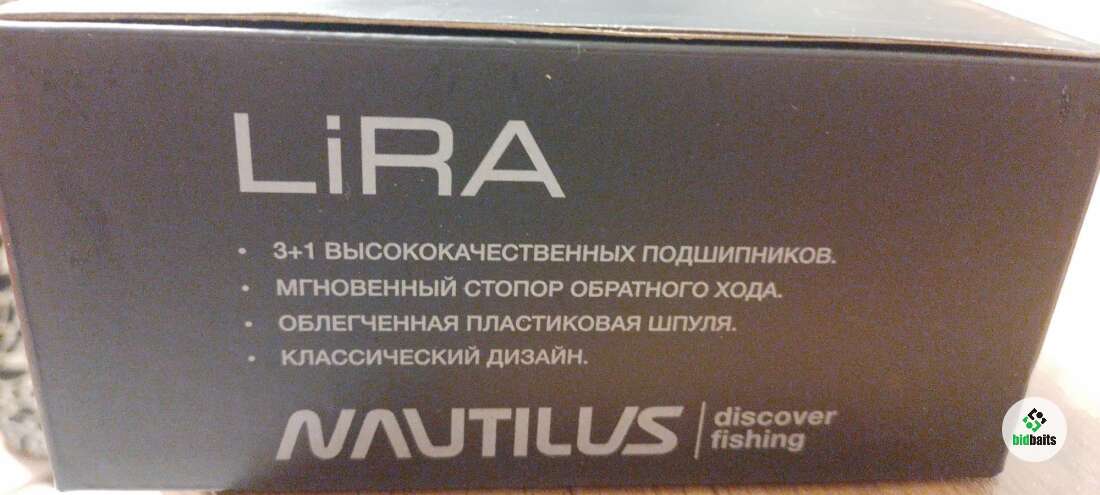 LiRA
• 3+1 ВЫСОКОКАЧЕСТВЕННЫХ ПОДШИПНИКОВ.
• МГНОВЕННЫЙ СТОПОР ОБРАТНОГО ХОДА.
• ОБЛЕГЧЕННАЯ ПЛАСТИКОВАЯ ШПУЛЯ.
• КЛАССИЧЕСКИЙ ДИЗАЙН.
NAUTILUS
discover
fishing
bidbaits